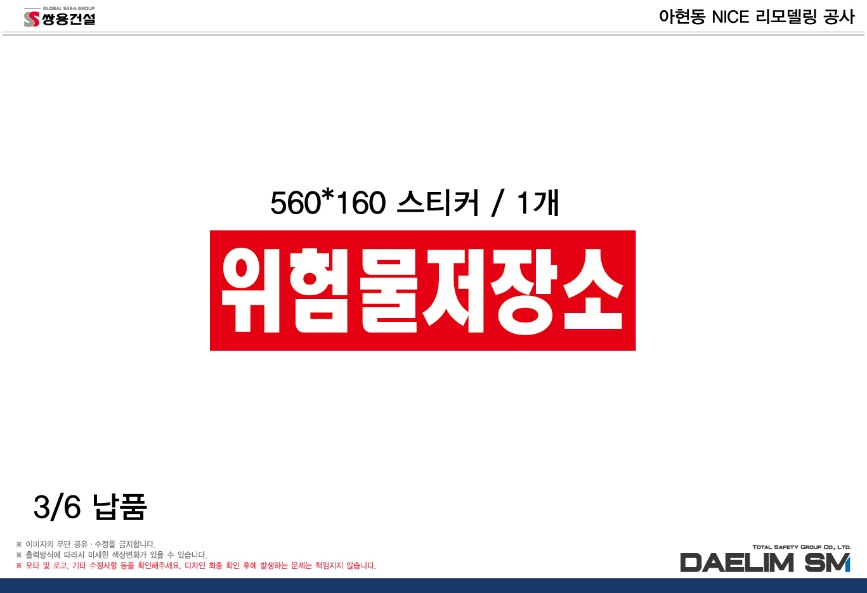 GLOBAL SAFA GROUP
쌍용건설
아현동 NICE 리모델링 공사
560*160 스티커 / 1개
위험물저장소
3/6 납품
※ 이미지의 무단 공유·수정을 금지합니다.
※ 출력방식에 따라서 미세한 색상변화가 있을 수 있습니다.
※ 오타 및 로고, 기타 수정사항 등을 확인해주세요. 디자인 최종 확인 후에 발생하는 문제는 책임지지 않습니다.
TOTAL SAFETY GROUP CO., LTD.
DAELIM SM